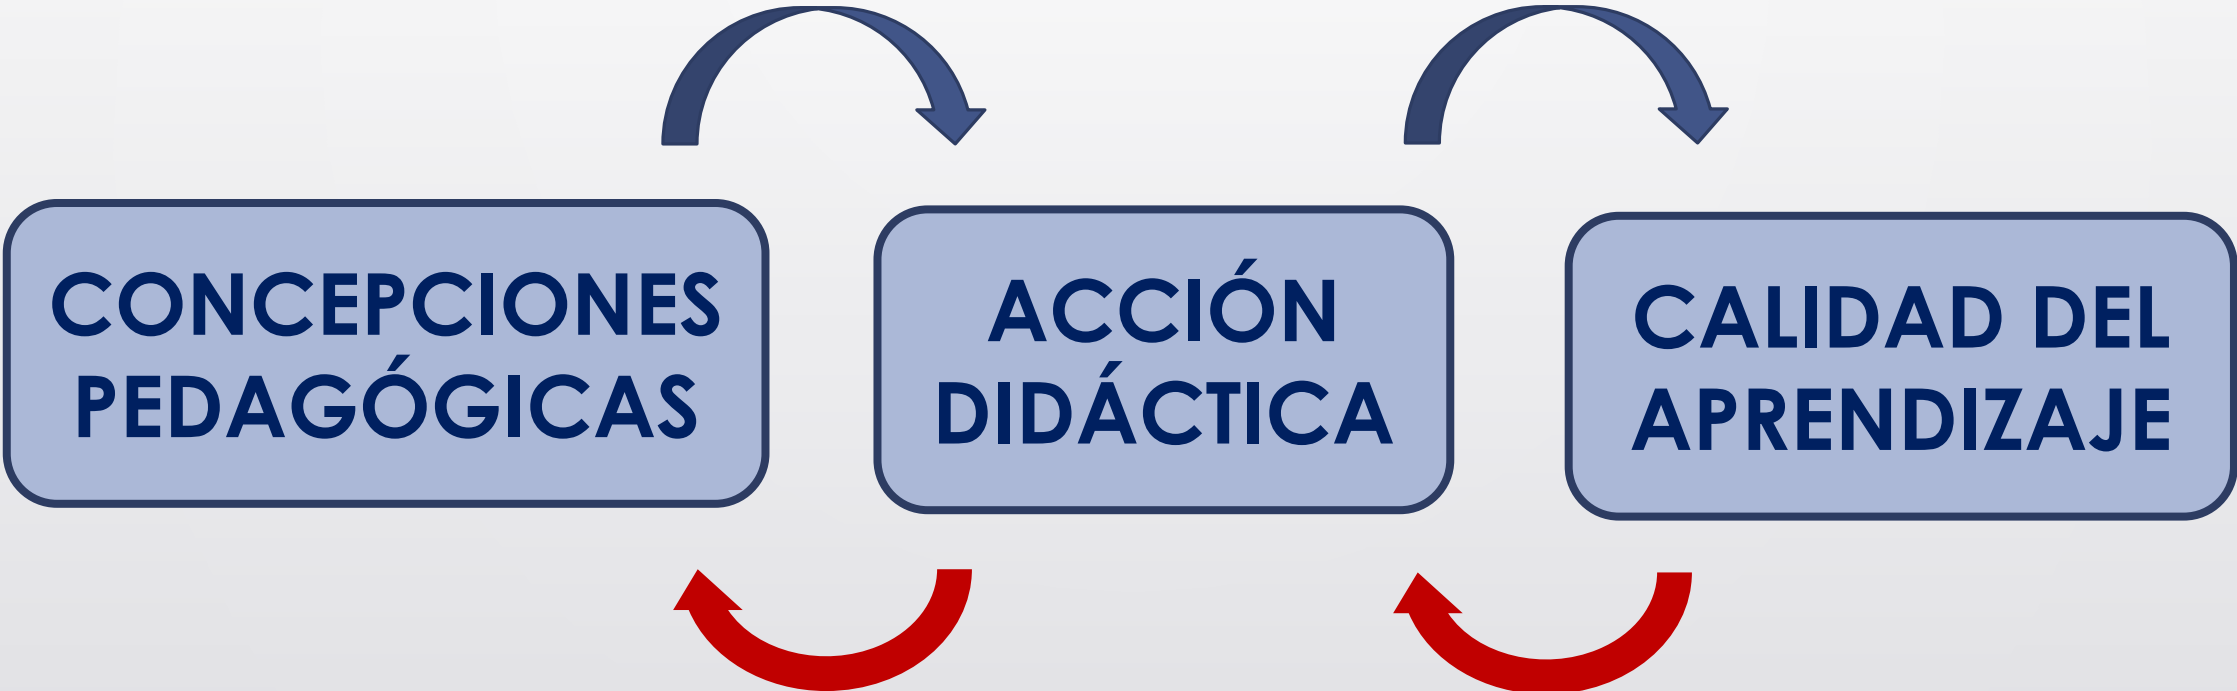 CONCEPCIONES
PEDAGÓGICAS
ACCIÓN
DIDÁCTICA
CALIDAD DEL
APRENDIZAJE